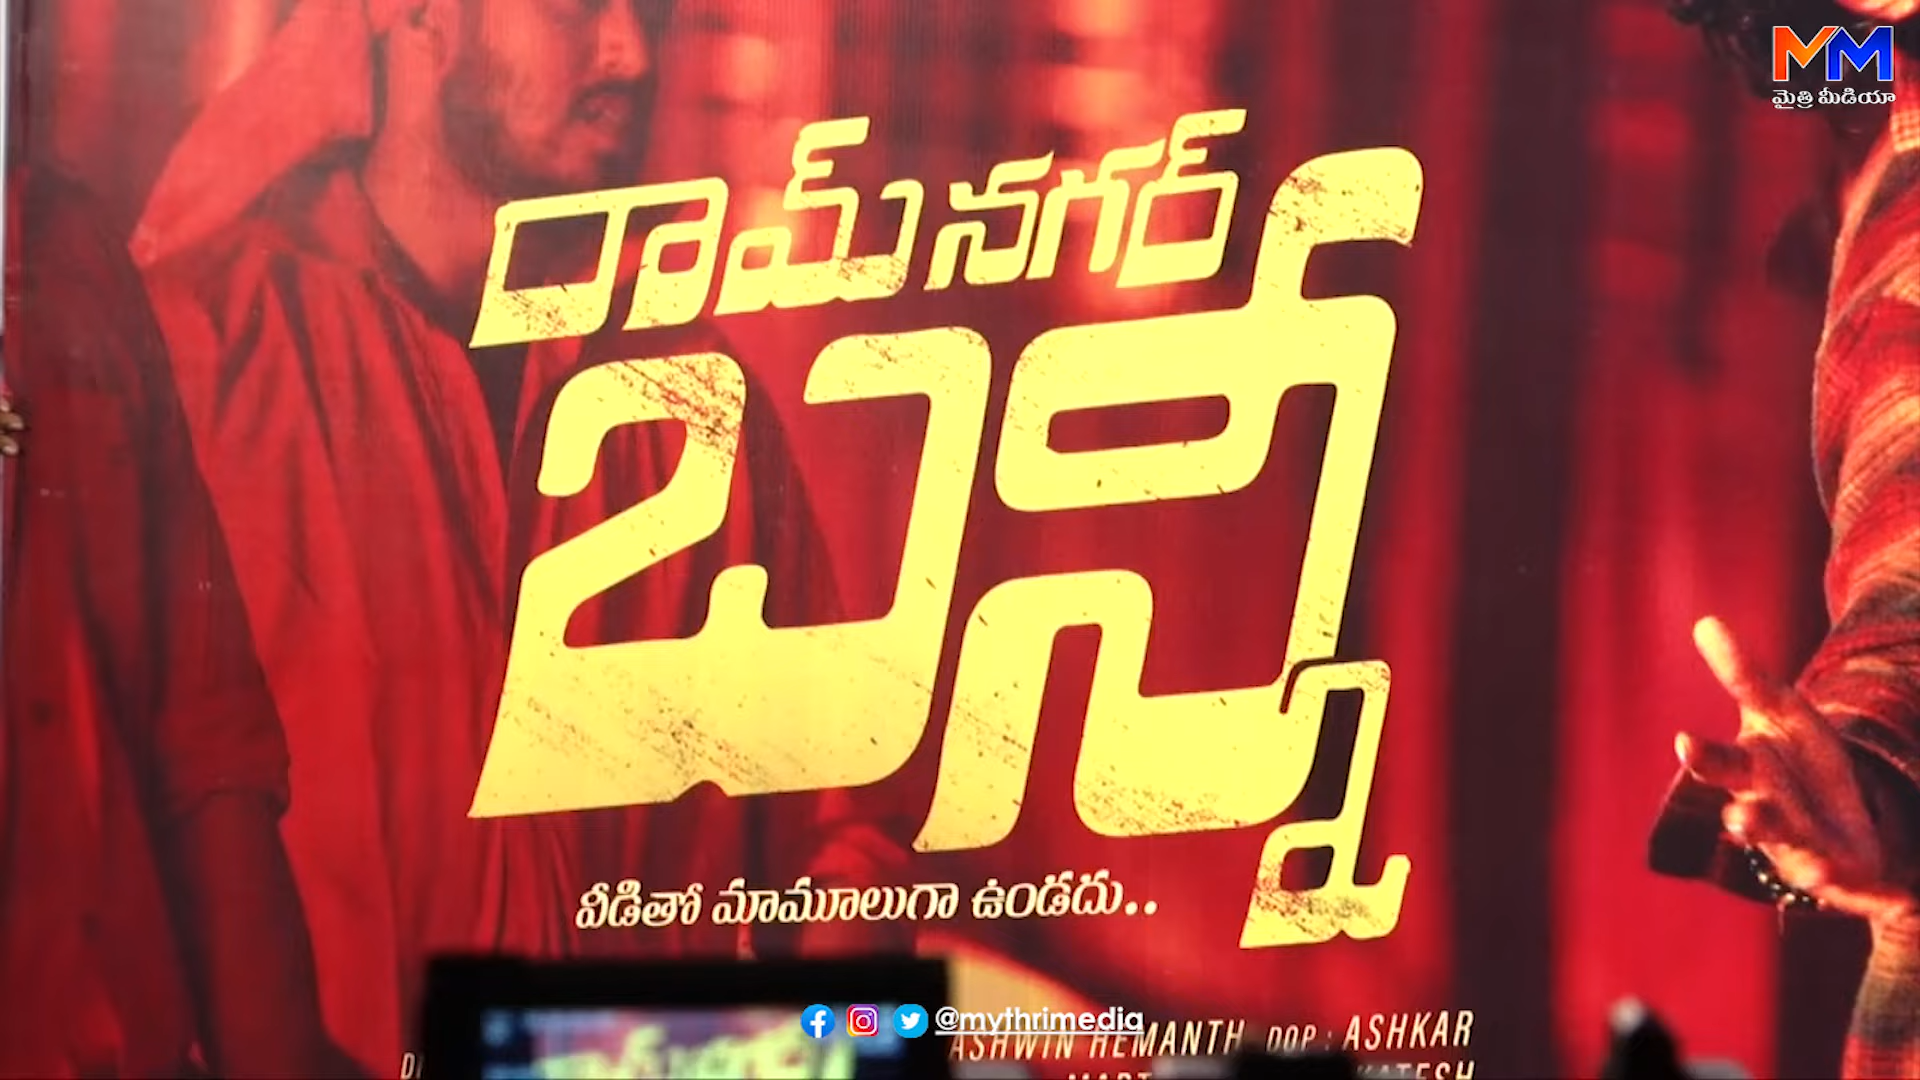 MM
మైత్రి మీడియా
రామ్ నగర్
బన్నీ
వీడితో మామూలుగా ఉండదు..
@mythrimedia
ASHWIN HEMANTH DOP : ASHKAR